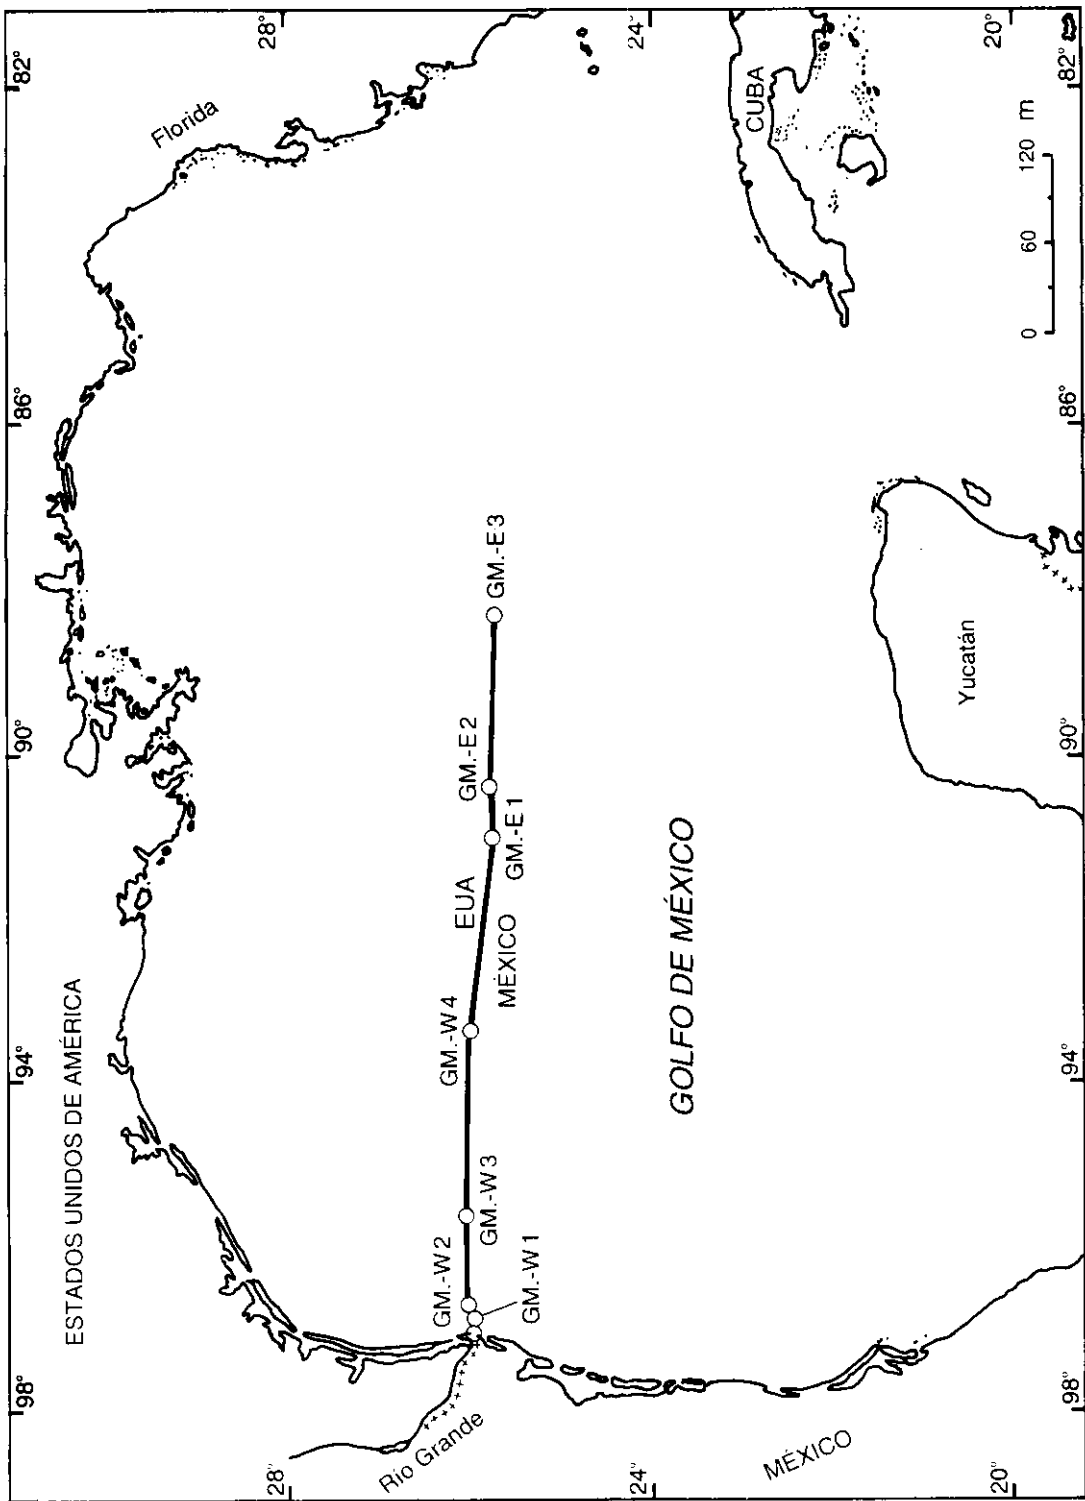 ESTADOS UNIDOS DE AMÉRICA
Florida
CUBA
Rio Grande
MÉXICO
GOLFO DE MÉXICO
Yucatán
EUA
MÉXICO
GM.-W1
GM.-W2
GM.-W3
GM.-W4
GM.-E1
GM.-E2
GM.-E3
98°
94°
90°
86°
82°
98°
94°
90°
86°
82°
28°
24°
20°
28°
24°
20°
0 60 120 m